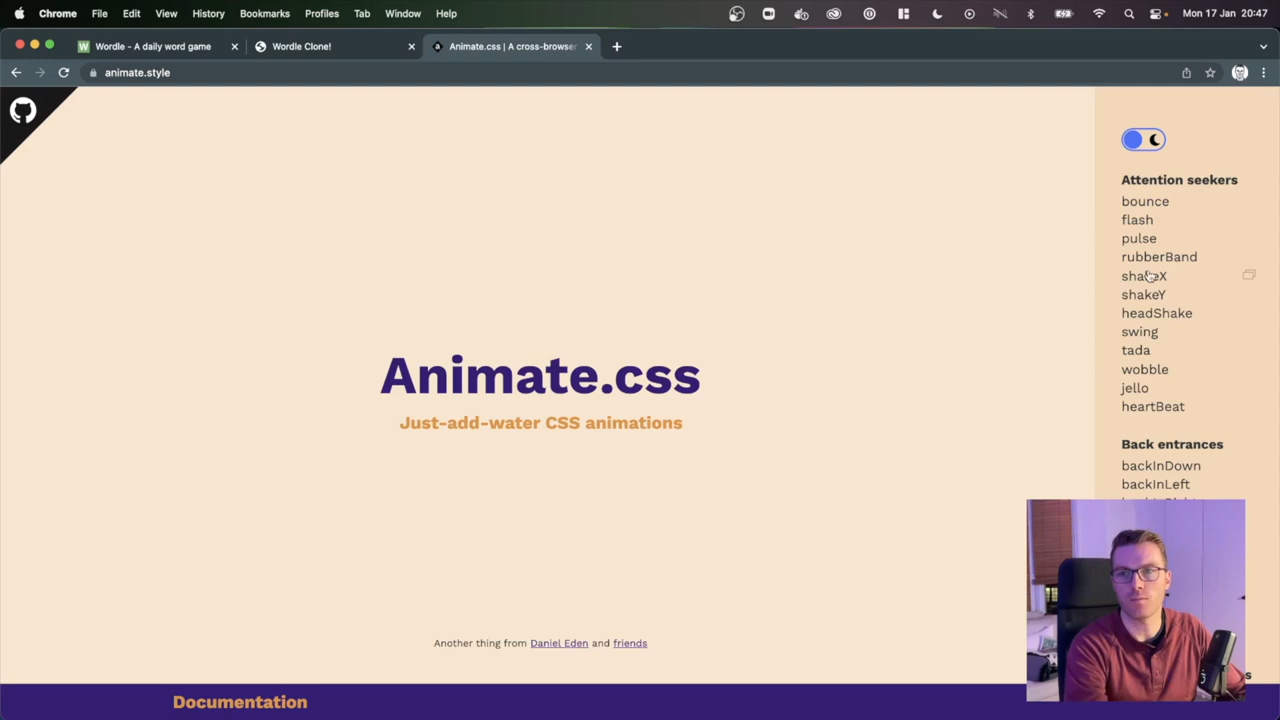 Chrome File Edit View History Bookmarks Profiles Tab Window Help Mon 17 Jan 20:47
Wordle - A daily word game
Wordle Clone!
Animate.css | A cross-browser
animate.style
Attention seekers
bounce
flash
pulse
rubberBand
shakeX
shakeY
headShake
swing
tada
wobble
jello
heartBeat
Back entrances
backInDown
backInLeft
Animate.css
Just-add-water CSS animations
Another thing from Daniel Eden and friends
Documentation